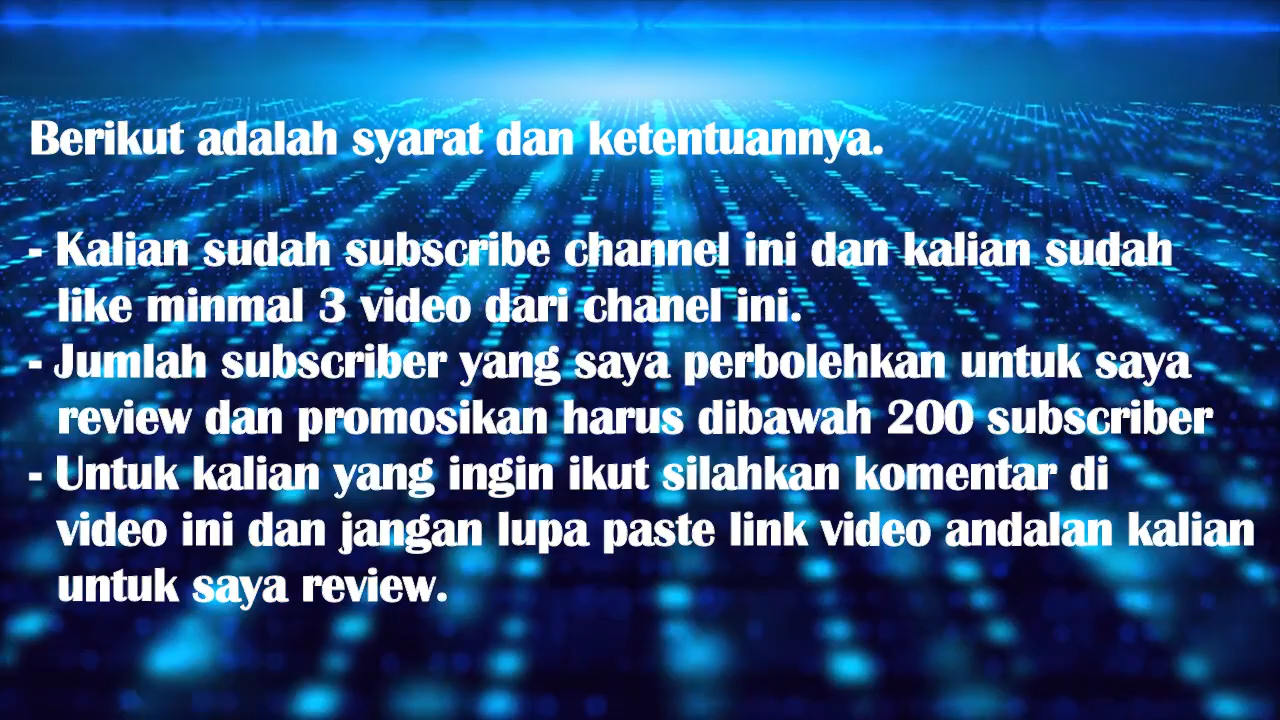 Berikut adalah syarat dan ketentuannya.
- Kalian sudah subscribe channel ini dan kalian sudah
like minmal 3 video dari chanel ini.
- Jumlah subscriber yang saya perbolehkan untuk saya
review dan promosikan harus dibawah 200 subscriber
- Untuk kalian yang ingin ikut silahkan komentar di
video ini dan jangan lupa paste link video andalan kalian
untuk saya review.